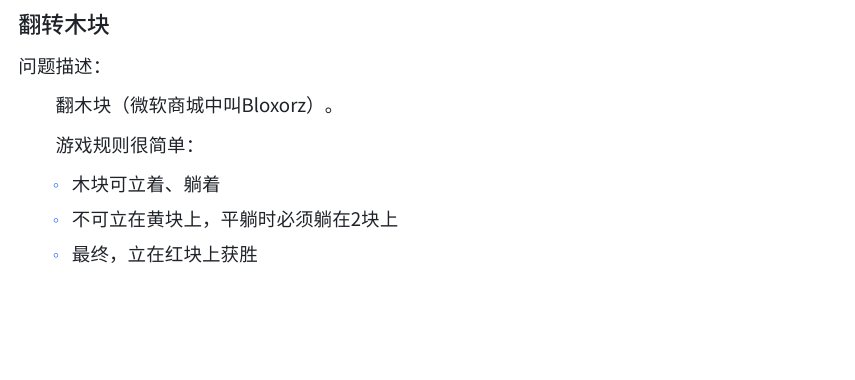 翻转木块
问题描述：
翻木块（微软商城中叫Bloxorz）。
游戏规则很简单：
木块可立着、躺着
不可立在黄块上，平躺时必须躺在2块上
最终，立在红块上获胜